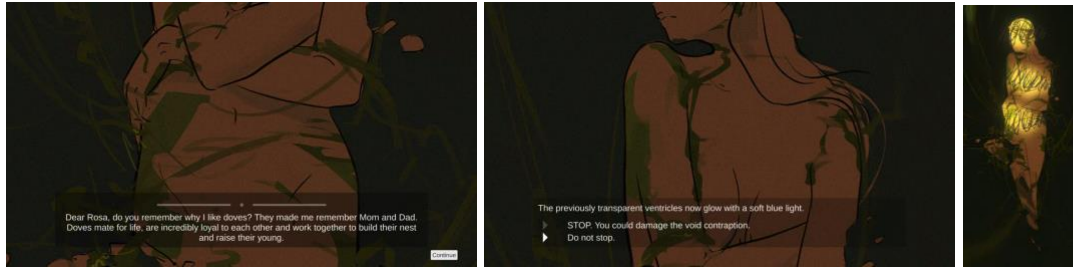 Dear Rosa, do you remember why I like doves? They made me remember Mom and Dad.
Doves mate for life, are incredibly loyal to each other and work together to build their nest
and raise their young.
Continue
The previously transparent ventricles now glow with a soft blue light.
STOP. You could damage the void contraption.
Do not stop.